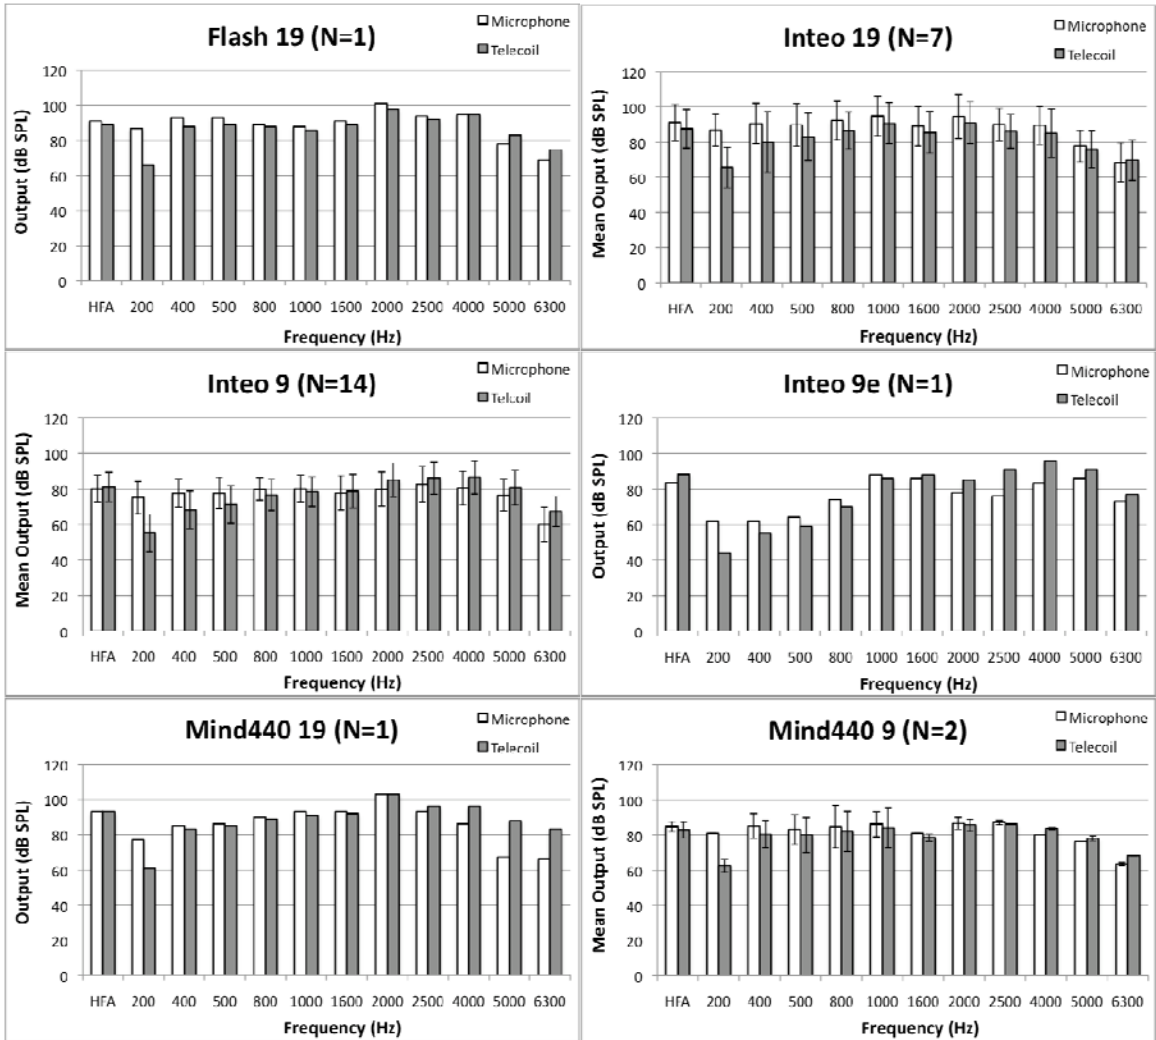 Flash 19 (N=1)
Microphone
Telecoil
Output (dB SPL)
120
100
80
60
40
20
0
HFA 200 400 500 800 1000 1600 2000 2500 4000 5000 6300
Frequency (Hz)
Inteo 19 (N=7)
Microphone
Telecoil
Mean Ouput (dB SPL)
120
100
80
60
40
20
0
HFA 200 400 500 800 1000 1600 2000 2500 4000 5000 6300
Frequency (Hz)
Inteo 9 (N=14)
Microphone
Telcoil
Mean Output (dB SPL)
120
100
80
60
40
20
0
HFA 200 400 500 800 1000 1600 2000 2500 4000 5000 6300
Frequency (Hz)
Inteo 9e (N=1)
Microphone
Telecoil
Output (dB SPL)
120
100
80
60
40
20
0
HFA 200 400 500 800 1000 1600 2000 2500 4000 5000 6300
Frequency (Hz)
Mind440 19 (N=1)
Microphone
Telecoil
Output (dB SPL)
120
100
80
60
40
20
0
HFA 200 400 500 800 1000 1600 2000 2500 4000 5000 6300
Frequency (Hz)
Mind440 9 (N=2)
Microphone
Telecoil
Mean Output (dB SPL)
120
100
80
60
40
20
0
HFA 200 400 500 800 1000 1600 2000 2500 4000 5000 6300
Frequency (Hz)